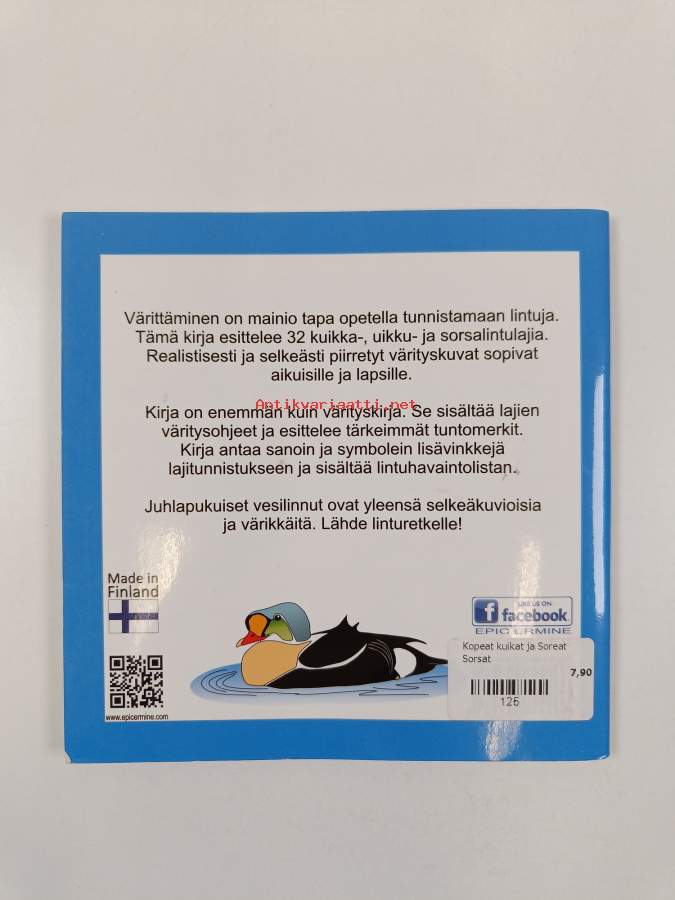 Värittäminen on mainio tapa opetella tunnistamaan lintuja.
Tämä kirja esittelee 32 kuikka-, uikku- ja sorsalintulajia.
Realistisesti ja selkeästi piirretyt värityskuvat sopivat
aikuisille ja lapsille.
Antikvariaatti.net
Kirja on enemmän kuin värityskirja. Se sisältää lajien
väritysohjeet ja esittelee tärkeimmät tuntomerkit.
Kirja antaa sanoin ja symbolein lisävinkkejä
lajitunnistukseen ja sisältää lintuhavaintolistan.
Juhlapukuiset vesilinnut ovat yleensä selkeäkuvioisia
ja värikkäitä. Lähde linturetkelle!
Made in
Finland
www.epicermine.com
LIKE US ON
facebook
EPIC ERMINE
Kopeat kuikat ja Soreat
Sorsat
7,90
126